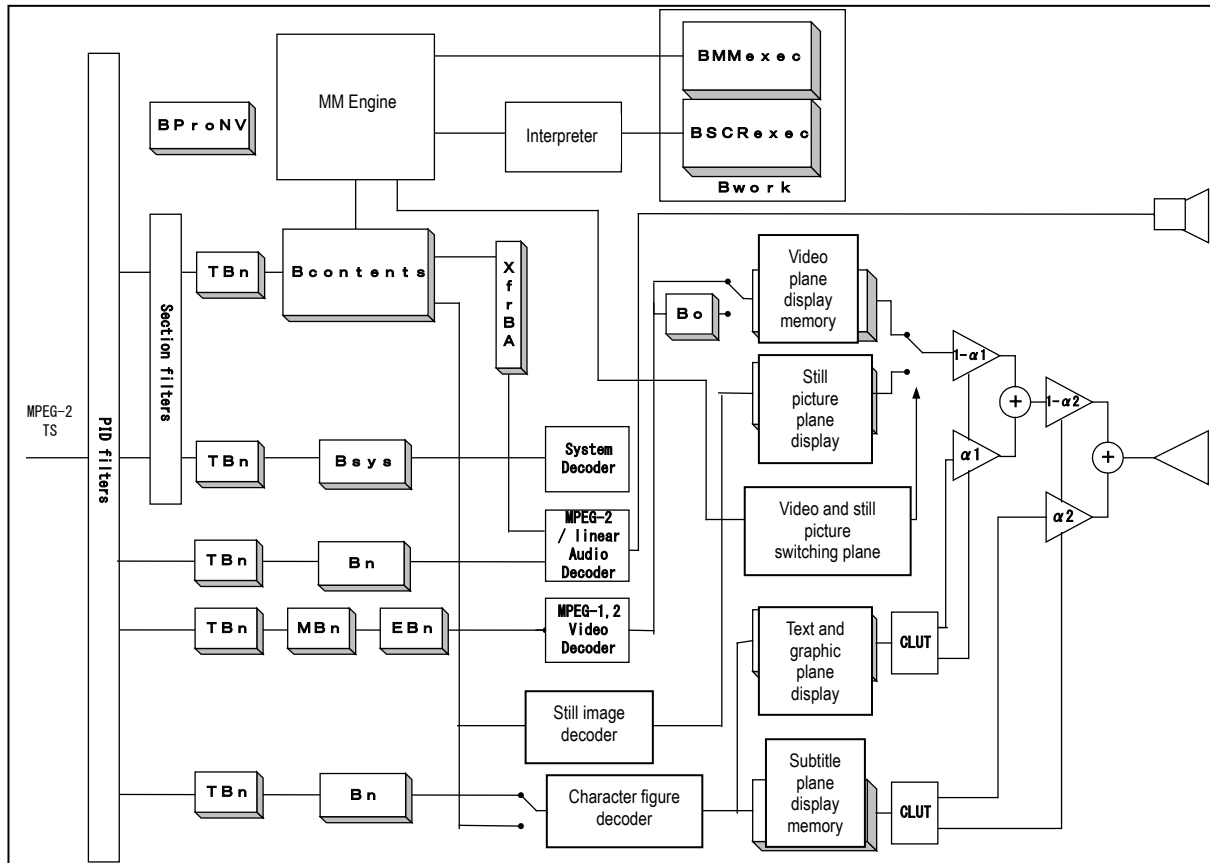 MM Engine
BMMexec
BProNV
Interpreter
BSCRexec
Bwork
TBn
Bcontents
XfrBA
Section filters
PID filters
MPEG-2
TS
Bo
Video
plane
display
memory
1-α1
Still
picture
plane
display
+
1-α2
α1
+
α2
TBn
Bsys
System
Decoder
Video and still
picture
switching plane
TBn
Bn
MPEG-2
/ linear
Audio
Decoder
TBn
MBn
EBn
MPEG-1,2
Video
Decoder
Text and
graphic
plane
display
CLUT
Still image
decoder
TBn
Bn
Character figure
decoder
Subtitle
plane
display
memory
CLUT